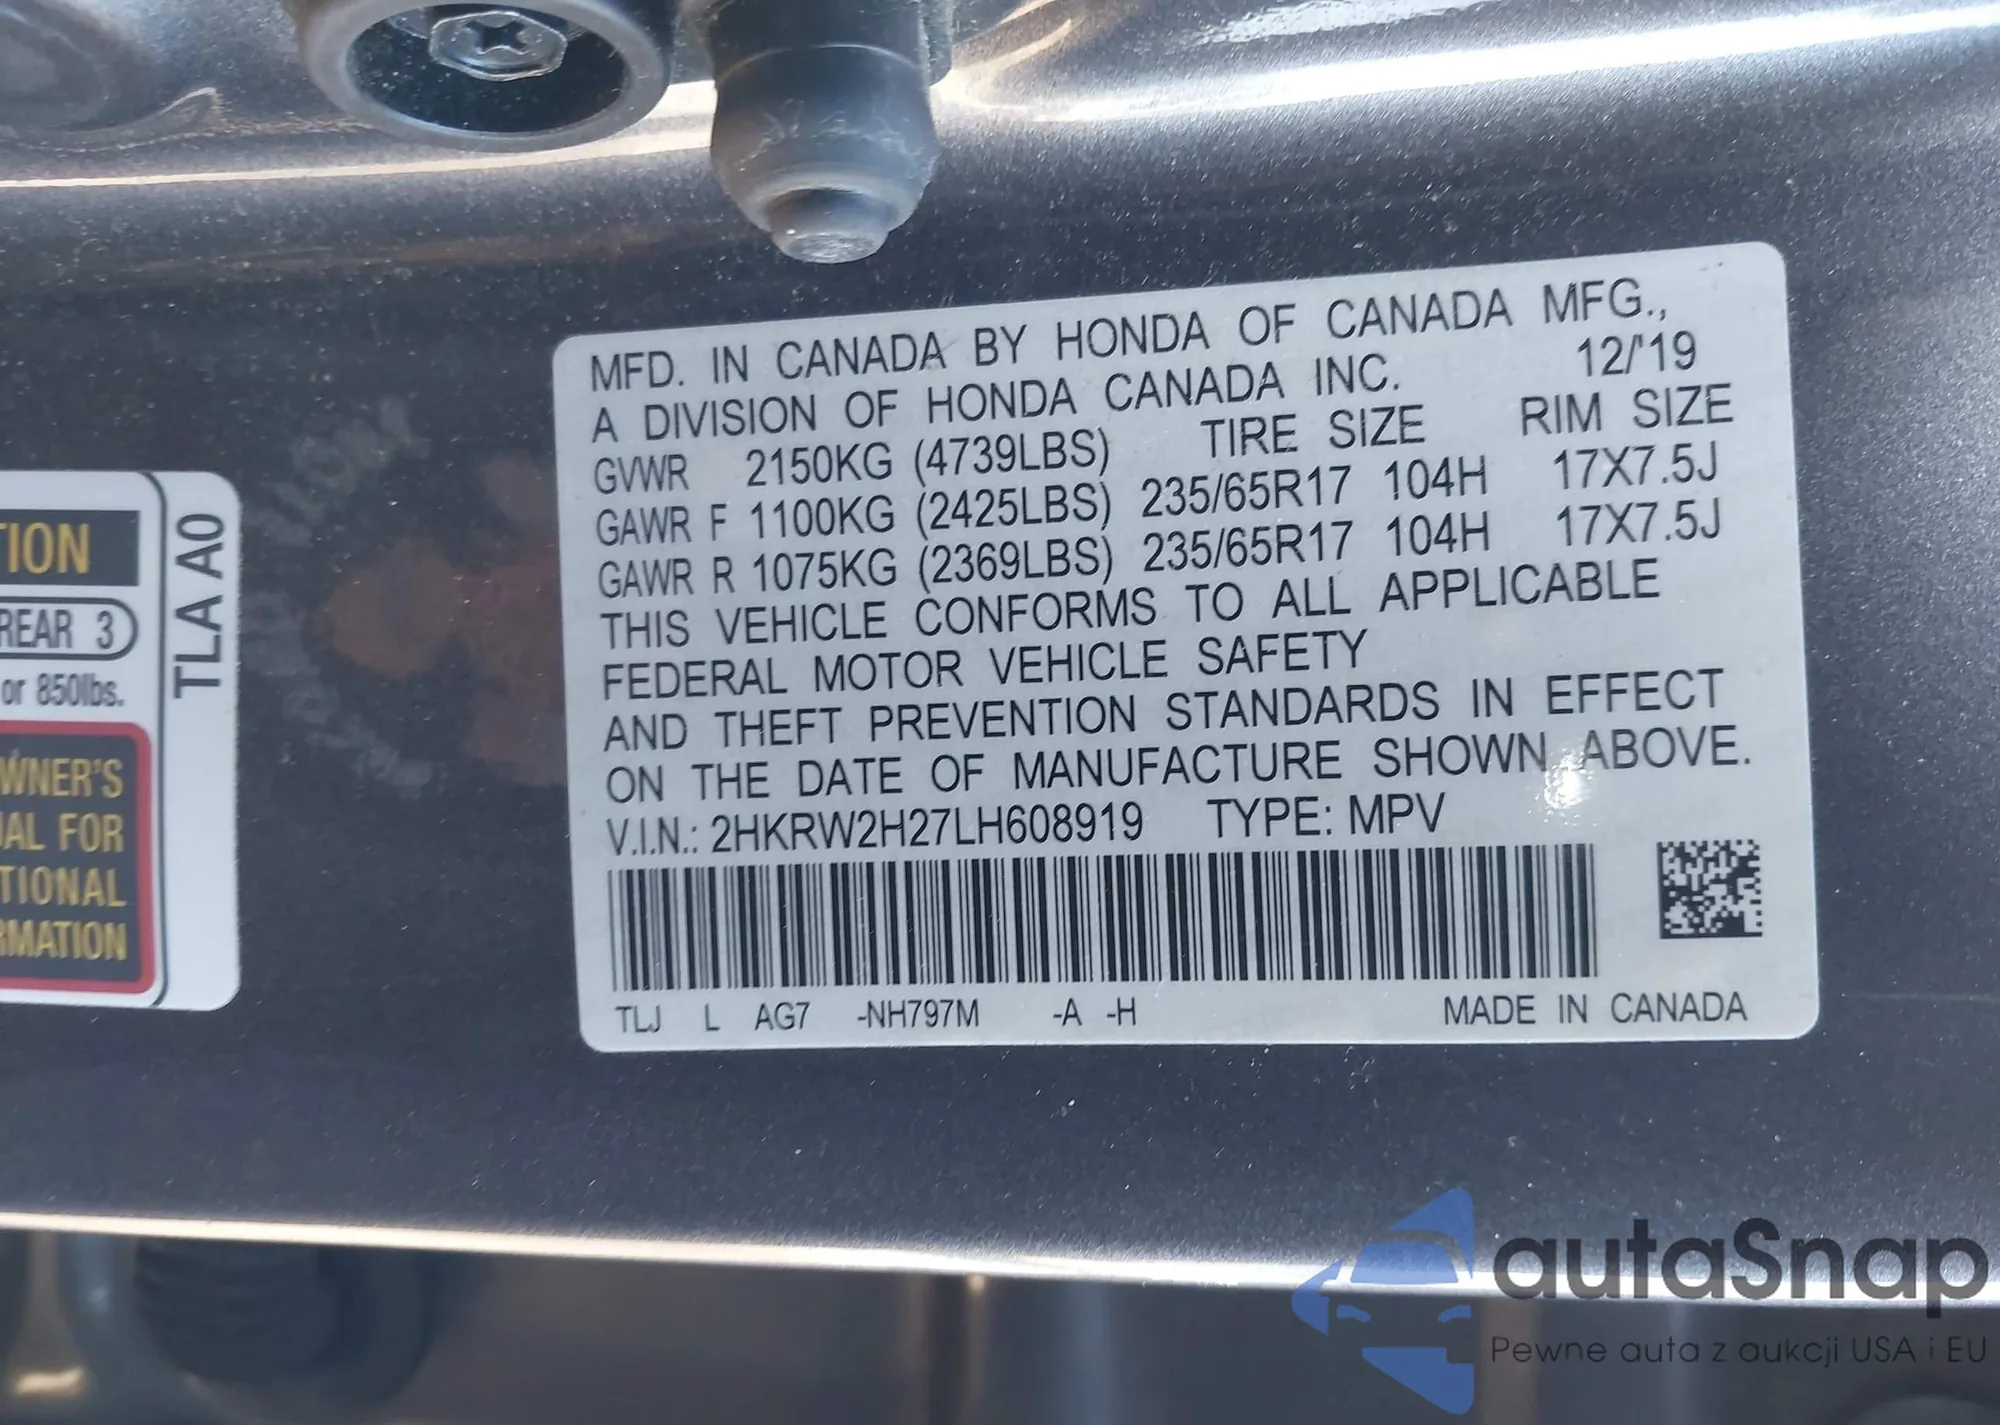 MFD. IN CANADA BY HONDA OF CANADA MFG.,
A DIVISION OF HONDA CANADA INC. 12/'19
GVWR 2150KG (4739LBS) TIRE SIZE RIM SIZE
GAWR F 1100KG (2425LBS) 235/65R17 104H 17X7.5J
GAWR R 1075KG (2369LBS) 235/65R17 104H 17X7.5J
THIS VEHICLE CONFORMS TO ALL APPLICABLE
FEDERAL MOTOR VEHICLE SAFETY
AND THEFT PREVENTION STANDARDS IN EFFECT
ON THE DATE OF MANUFACTURE SHOWN ABOVE.
V.I.N.: 2HKRW2H27LH608919 TYPE: MPV
TLJ L AG7 -NH797M -A -H MADE IN CANADA
TION
REAR 3
or 850lbs.
WNER'S
AL FOR
TIONAL
RMATION
TLA A0
autaSnap
Pewne auta z aukcji USA i EU